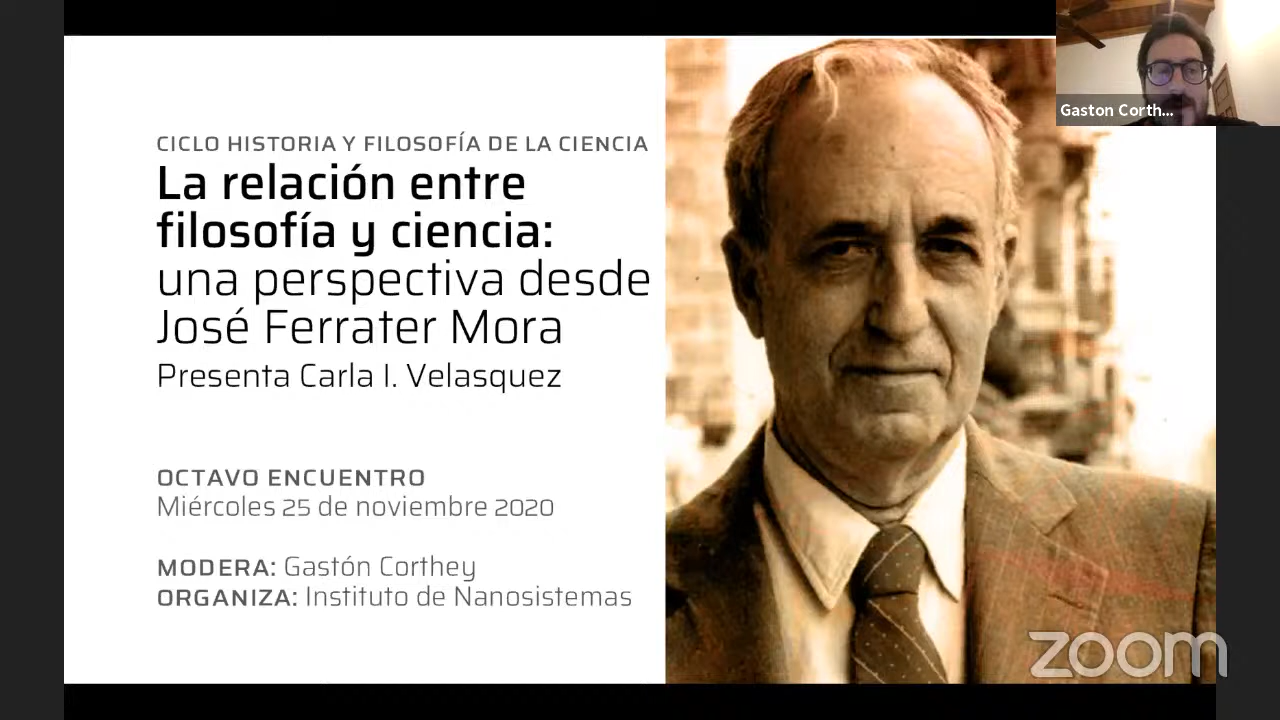 CICLO HISTORIA Y FILOSOFÍA DE LA CIENCIA
La relación entre
filosofía y ciencia:
una perspectiva desde
José Ferrater Mora
Presenta Carla I. Velasquez
OCTAVO ENCUENTRO
Miércoles 25 de noviembre 2020
MODERA: Gastón Corthey
ORGANIZA: Instituto de Nanosistemas
Gaston Corth...
zoom